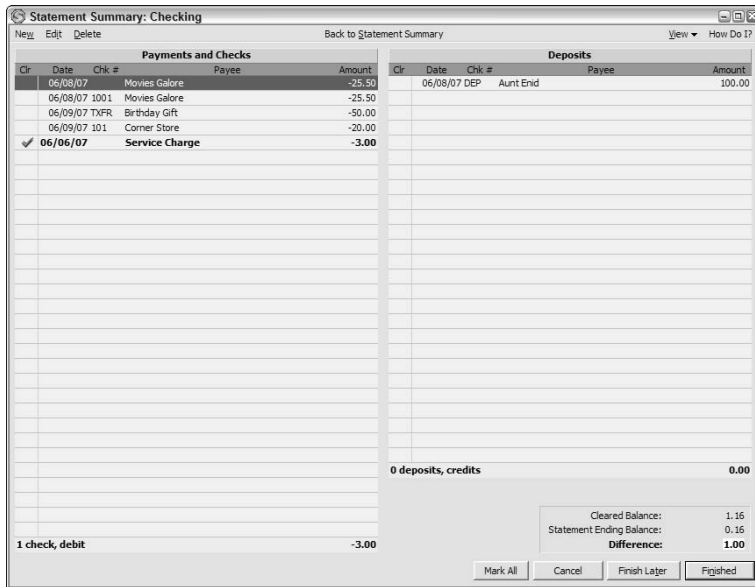 Statement Summary: Checking
New Edit Delete Back to Statement Summary View How Do I?
Payments and Checks
Clr Date Chk # Payee Amount
06/08/07 Movies Galore -25.50
06/08/07 1001 Movies Galore -25.50
06/09/07 TXFR Birthday Gift -50.00
06/09/07 101 Corner Store -20.00
06/06/07 Service Charge -3.00
1 check, debit -3.00
Deposits
Clr Date Chk # Payee Amount
06/08/07 DEP Aunt Enid 100.00
0 deposits, credits 0.00
Cleared Balance: 1.16
Statement Ending Balance: 0.16
Difference: 1.00
Mark All Cancel Finish Later Finished